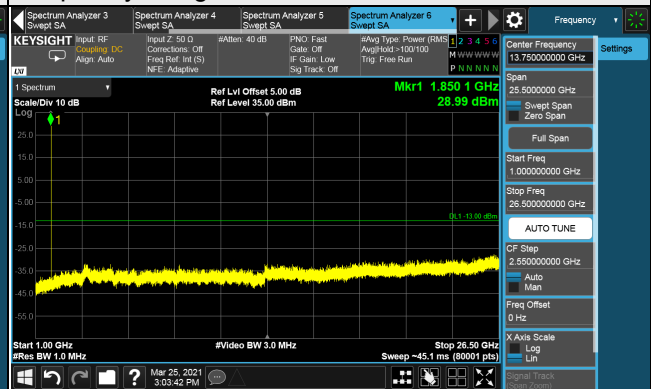 Spectrum Analyzer 3
Swept SA
Spectrum Analyzer 4
Swept SA
Spectrum Analyzer 5
Swept SA
Spectrum Analyzer 6
Swept SA
Frequency
KEYSIGHT
Input: RF
Coupling: DC
Align: Auto
Input Z: 50 Ω
Corrections: Off
Freq Ref: Int (S)
NFE: Adaptive
#Atten: 40 dB
PNO: Fast
Gate: Off
IF Gain: Low
Sig Track: Off
#Avg Type: Power (RMS
Avg|Hold:>100/100
Trig: Free Run
1 2 3 4 5 6
M W W W W W
P N N N N N
LXI
1 Spectrum
Scale/Div 10 dB
Log
Ref Lvl Offset 5.00 dB
Ref Level 35.00 dBm
Mkr1 1.850 1 GHz
28.99 dBm
1
25.0
15.0
5.00
-5.00
-15.0
-25.0
-35.0
-45.0
-55.0
DL1 -13.00 dBm
Start 1.00 GHz
#Res BW 1.0 MHz
#Video BW 3.0 MHz
Stop 26.50 GHz
Sweep ~45.1 ms (80001 pts)
Mar 25, 2021
3:03:42 PM
Center Frequency
13.750000000 GHz
Span
25.5000000 GHz
Swept Span
Zero Span
Full Span
Start Freq
1.000000000 GHz
Stop Freq
26.500000000 GHz
AUTO TUNE
CF Step
2.550000000 GHz
Auto
Man
Freq Offset
0 Hz
X Axis Scale
Log
Lin
Signal Track
(Span Zoom)
Settings